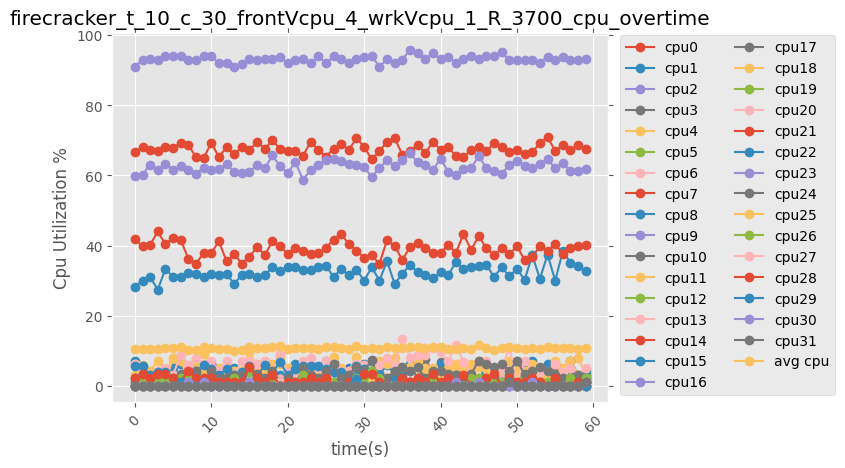 firecracker_t_10_c_30_frontVcpu_4_wrkVcpu_1_R_3700_cpu_overtime
100
80
60
40
20
0
Cpu Utilization %
0 10 20 30 40 50 60
time(s)
cpu0
cpu1
cpu2
cpu3
cpu4
cpu5
cpu6
cpu7
cpu8
cpu9
cpu10
cpu11
cpu12
cpu13
cpu14
cpu15
cpu16
cpu17
cpu18
cpu19
cpu20
cpu21
cpu22
cpu23
cpu24
cpu25
cpu26
cpu27
cpu28
cpu29
cpu30
cpu31
avg cpu